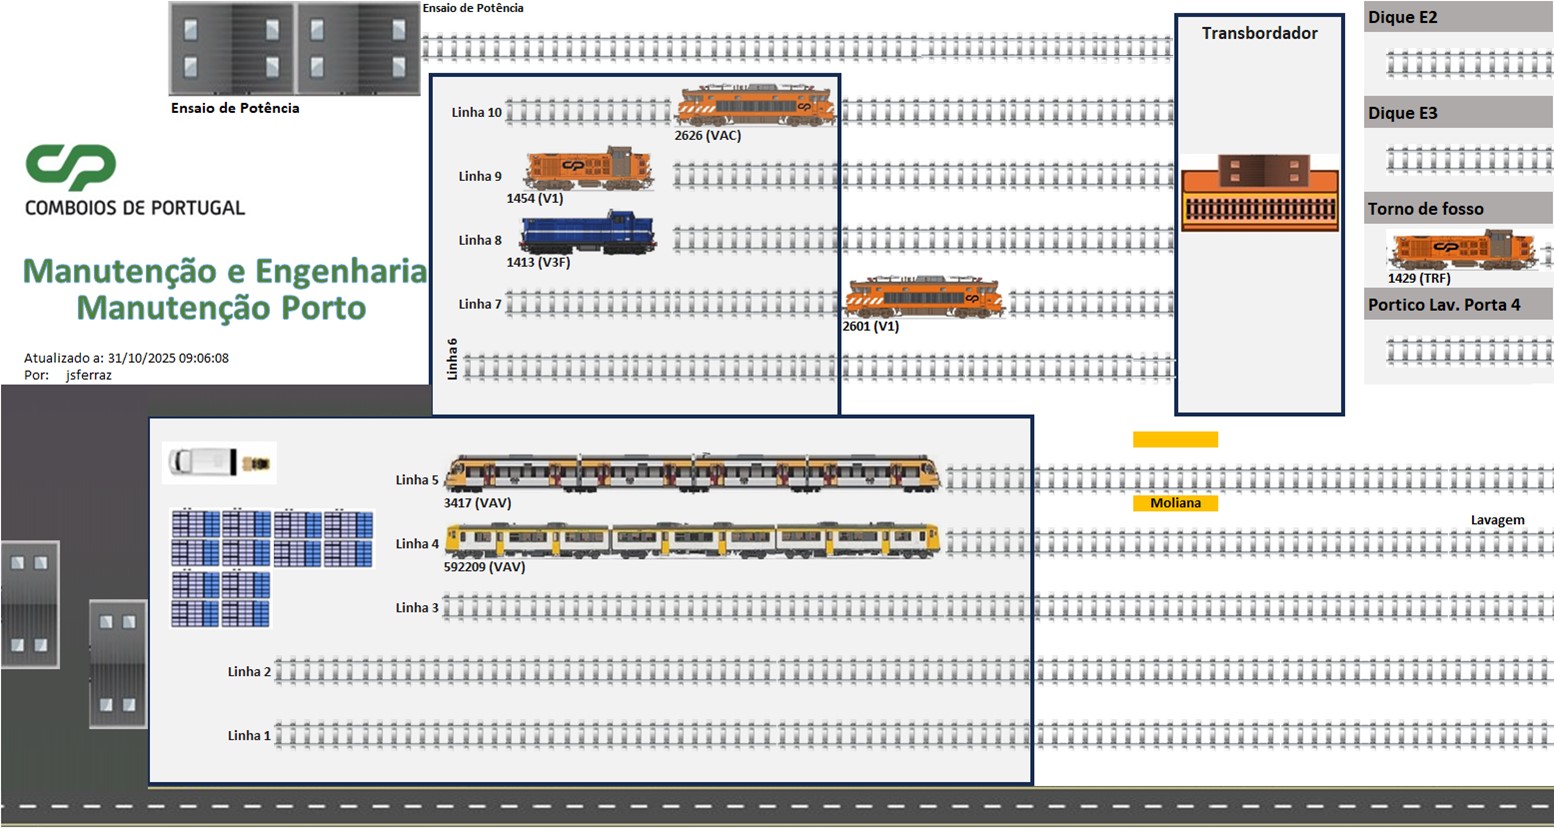 Ensaio de Potência
Ensaio de Potência
Transbordador
Dique E2
Dique E3
Torno de fosso
1429 (TRF)
Portico Lav. Porta 4
CP
COMBOIOS DE PORTUGAL
Manutenção e Engenharia
Manutenção Porto
Atualizado a: 31/10/2025 09:06:08
Por: jsferraz
Linha 10
2626 (VAC)
Linha 9
1454 (V1)
Linha 8
1413 (V3F)
Linha 7
2601 (V1)
Linha 6
Linha 5
3417 (VAV)
Moliana
Lavagem
Linha 4
592209 (VAV)
Linha 3
Linha 2
Linha 1